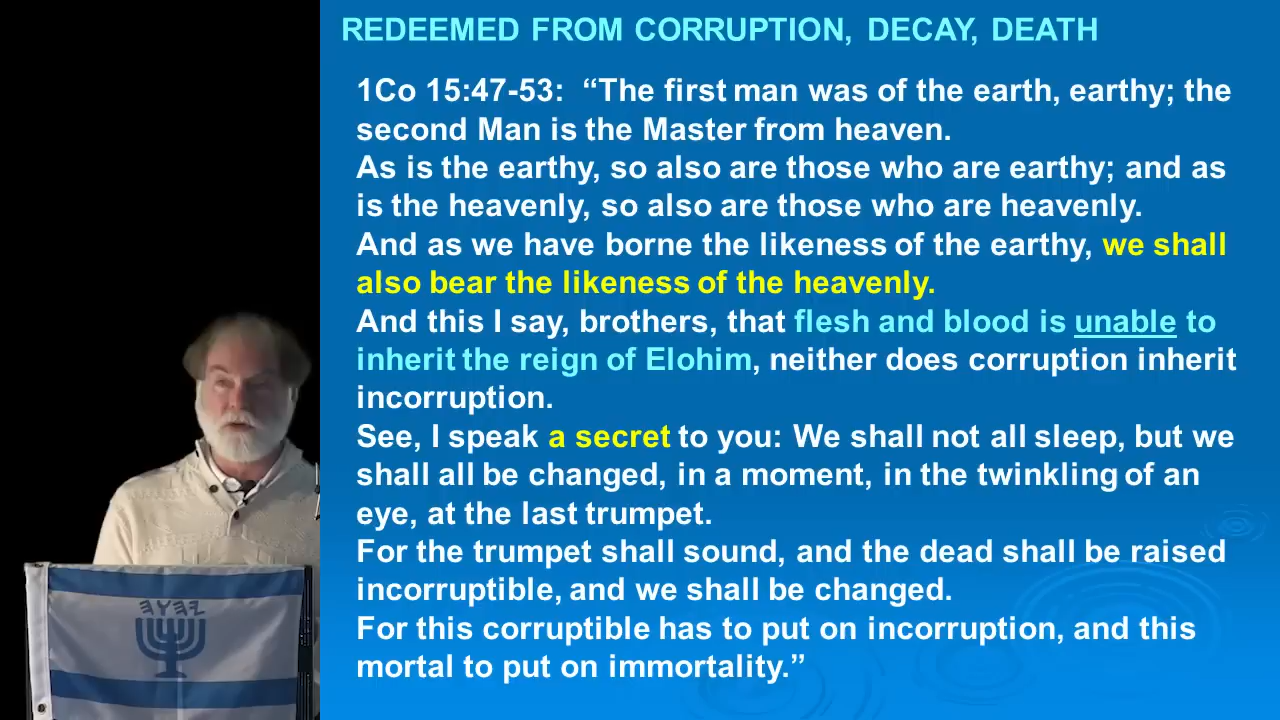 REDEEMED FROM CORRUPTION, DECAY, DEATH
1Co 15:47-53: “The first man was of the earth, earthy; the
second Man is the Master from heaven.
As is the earthy, so also are those who are earthy; and as
is the heavenly, so also are those who are heavenly.
And as we have borne the likeness of the earthy, we shall
also bear the likeness of the heavenly.
And this I say, brothers, that flesh and blood is unable to
inherit the reign of Elohim, neither does corruption inherit
incorruption.
See, I speak a secret to you: We shall not all sleep, but we
shall all be changed, in a moment, in the twinkling of an
eye, at the last trumpet.
For the trumpet shall sound, and the dead shall be raised
incorruptible, and we shall be changed.
For this corruptible has to put on incorruption, and this
mortal to put on immortality.”
𐤉𐤄𐤅𐤄